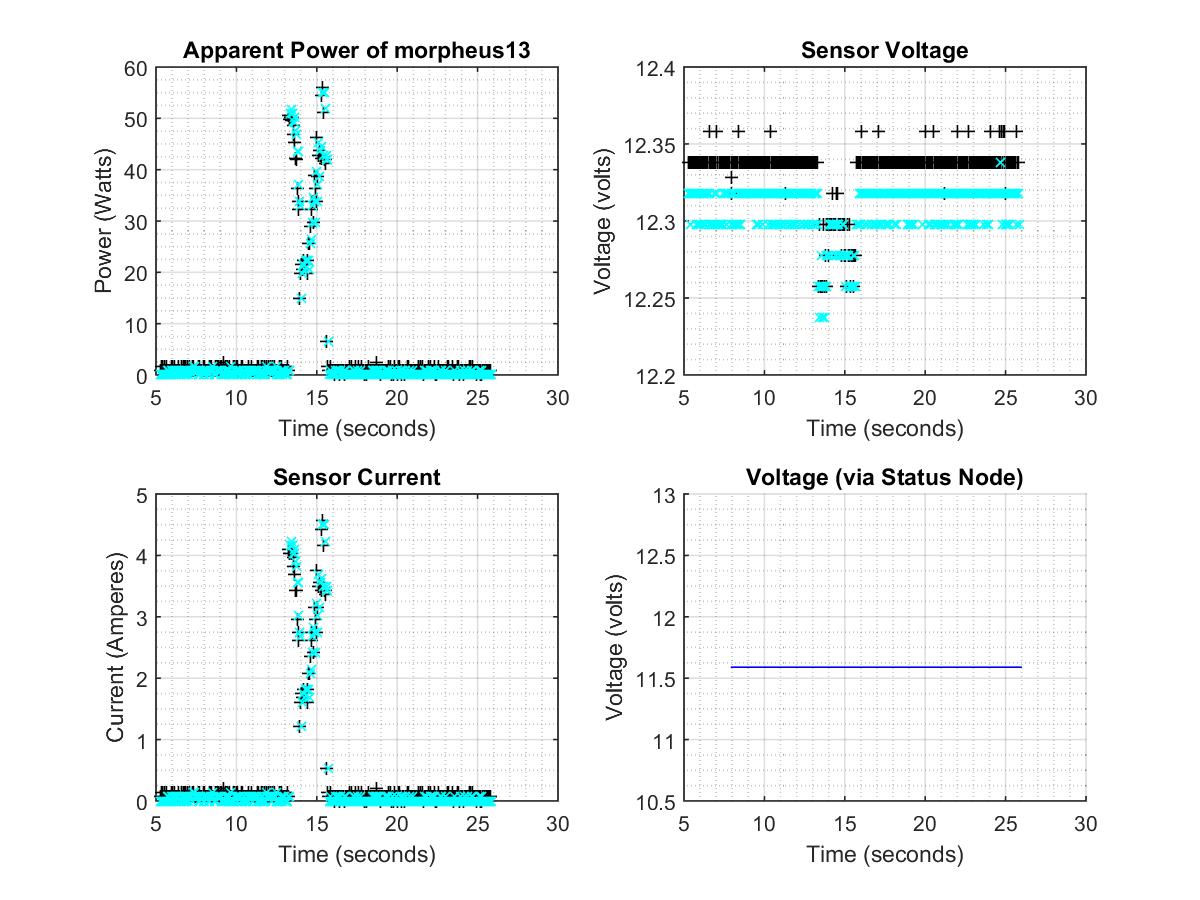 Apparent Power of morpheus13
60
50
40
30
20
10
0
Power (Watts)
5 10 15 20 25 30
Time (seconds)
Sensor Voltage
12.4
12.35
12.3
12.25
12.2
Voltage (volts)
5 10 15 20 25 30
Time (seconds)
Sensor Current
5
4
3
2
1
0
Current (Amperes)
5 10 15 20 25 30
Time (seconds)
Voltage (via Status Node)
13
12.5
12
11.5
11
10.5
Voltage (volts)
5 10 15 20 25 30
Time (seconds)